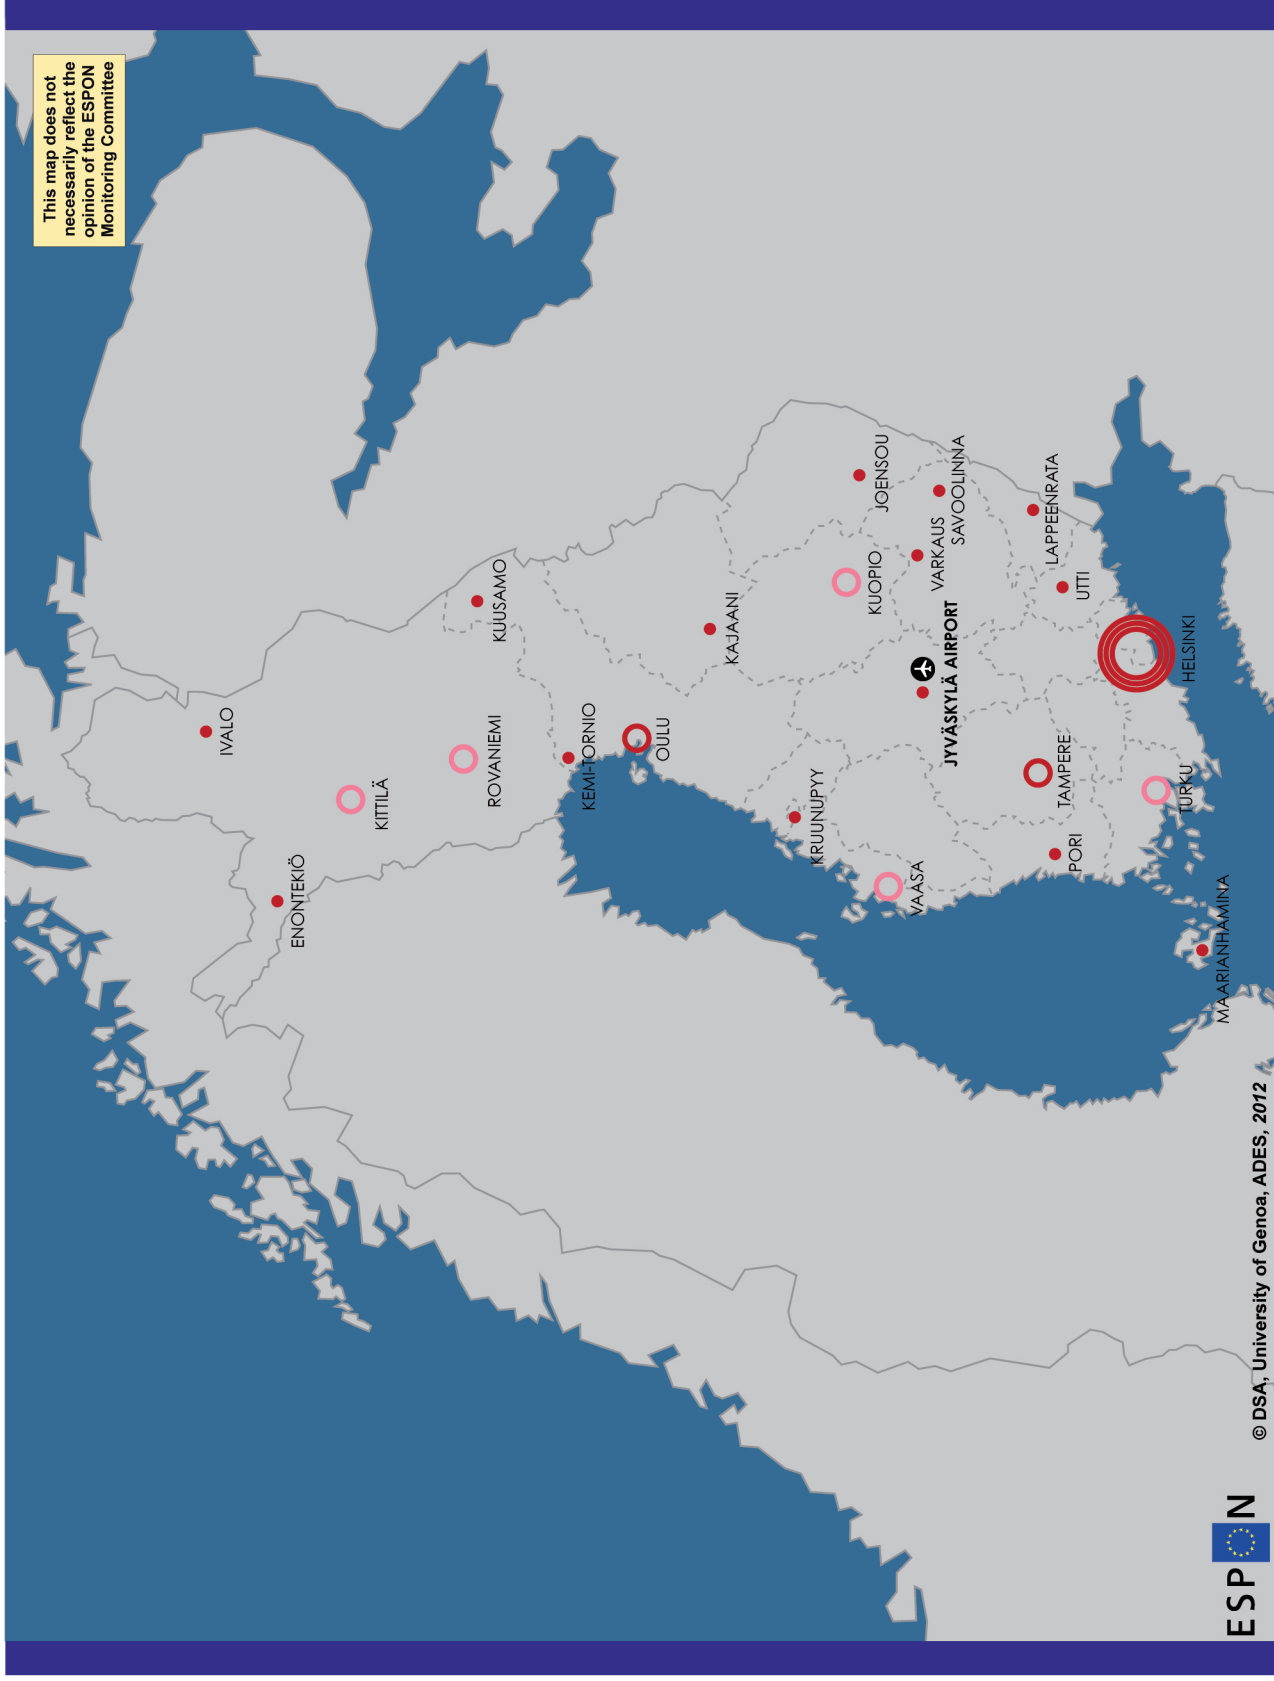 This map does not
necessarily reflect the
opinion of the ESPON
Monitoring Committee
IVALO
KITTILÄ
ENONTEKIÖ
ROVANIEMI
KUUSAMO
KEMI-TORNIO
OULU
KAJAANI
KRUUNUPYY
VAASA
KUOPIO
JOENSOU
VARKAUS
SAVOOLINNA
JYVÄSKYLÄ AIRPORT
LAPPEENRATA
UTTI
TAMPERE
PORI
TURKU
HELSINKI
MAARIANHAMINA
© DSA, University of Genoa, ADES, 2012
ESP N